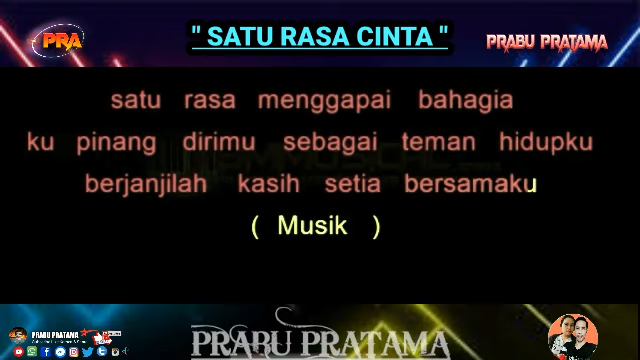 PRA
" SATU RASA CINTA "
PRABU PRATAMA
satu rasa menggapai bahagia
ku pinang dirimu sebagai teman hidupku
berjanjilah kasih setia bersamaku
( Musik )
PRABU PRATAMA
PRABU PRATAMA